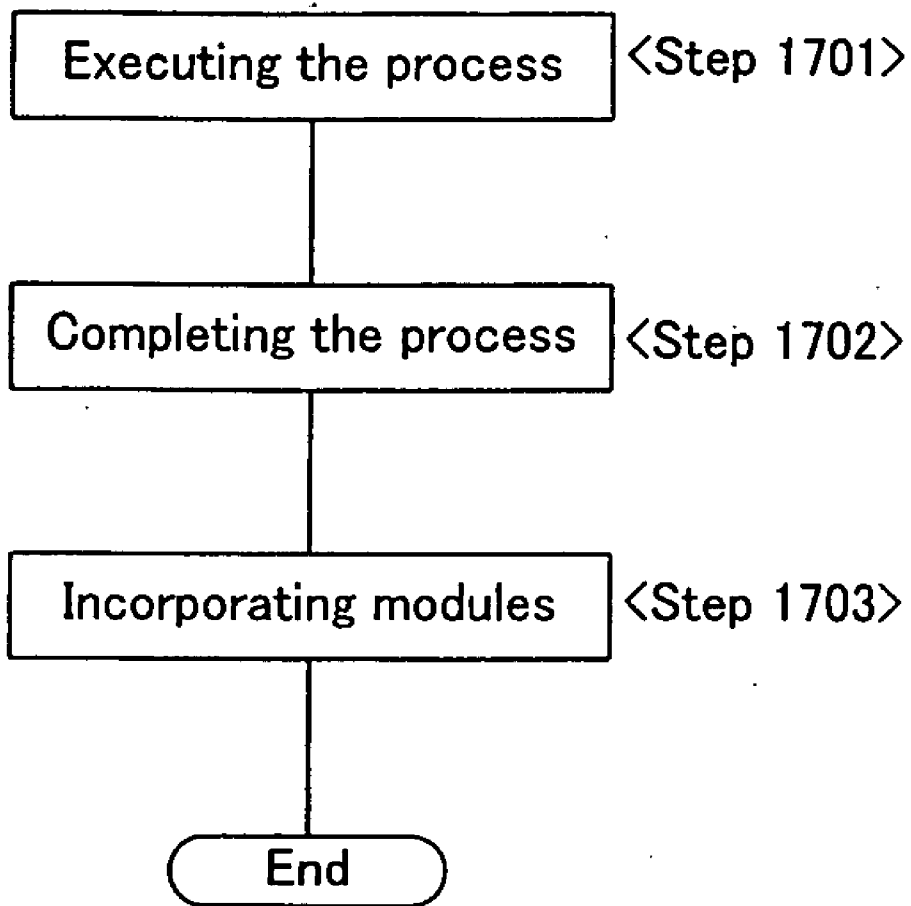 Executing the process <Step 1701>
Completing the process <Step 1702>
Incorporating modules <Step 1703>
End